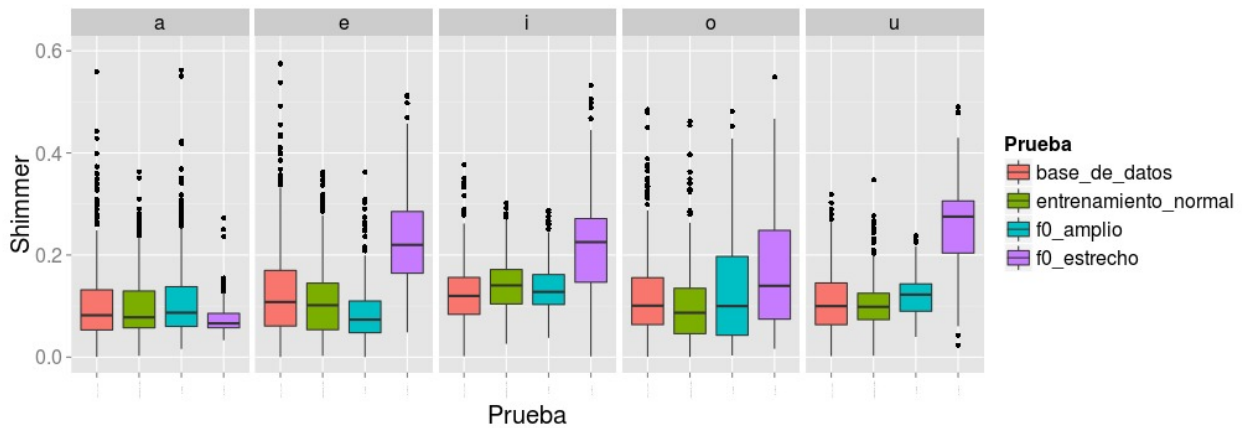 a e i o u
0.6
0.4
0.2
0.0
Shimmer
Prueba
Prueba
base_de_datos
entrenamiento_normal
f0_amplio
f0_estrecho